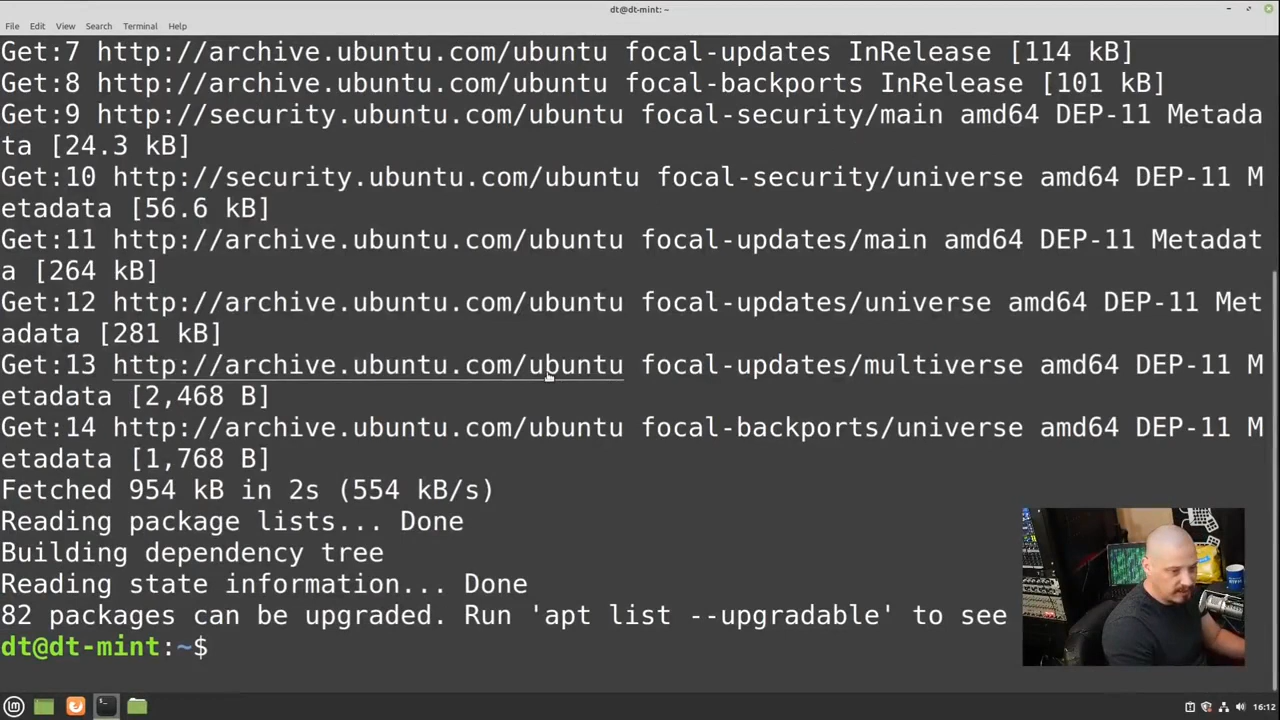 dt@dt-mint: ~
File Edit View Search Terminal Help
Get:7 http://archive.ubuntu.com/ubuntu focal-updates InRelease [114 kB]
Get:8 http://archive.ubuntu.com/ubuntu focal-backports InRelease [101 kB]
Get:9 http://security.ubuntu.com/ubuntu focal-security/main amd64 DEP-11 Metada
ta [24.3 kB]
Get:10 http://security.ubuntu.com/ubuntu focal-security/universe amd64 DEP-11 M
etadata [56.6 kB]
Get:11 http://archive.ubuntu.com/ubuntu focal-updates/main amd64 DEP-11 Metadat
a [264 kB]
Get:12 http://archive.ubuntu.com/ubuntu focal-updates/universe amd64 DEP-11 Met
adata [281 kB]
Get:13 http://archive.ubuntu.com/ubuntu focal-updates/multiverse amd64 DEP-11 M
etadata [2,468 B]
Get:14 http://archive.ubuntu.com/ubuntu focal-backports/universe amd64 DEP-11 M
etadata [1,768 B]
Fetched 954 kB in 2s (554 kB/s)
Reading package lists... Done
Building dependency tree
Reading state information... Done
82 packages can be upgraded. Run 'apt list --upgradable' to see
dt@dt-mint:~$
16:12